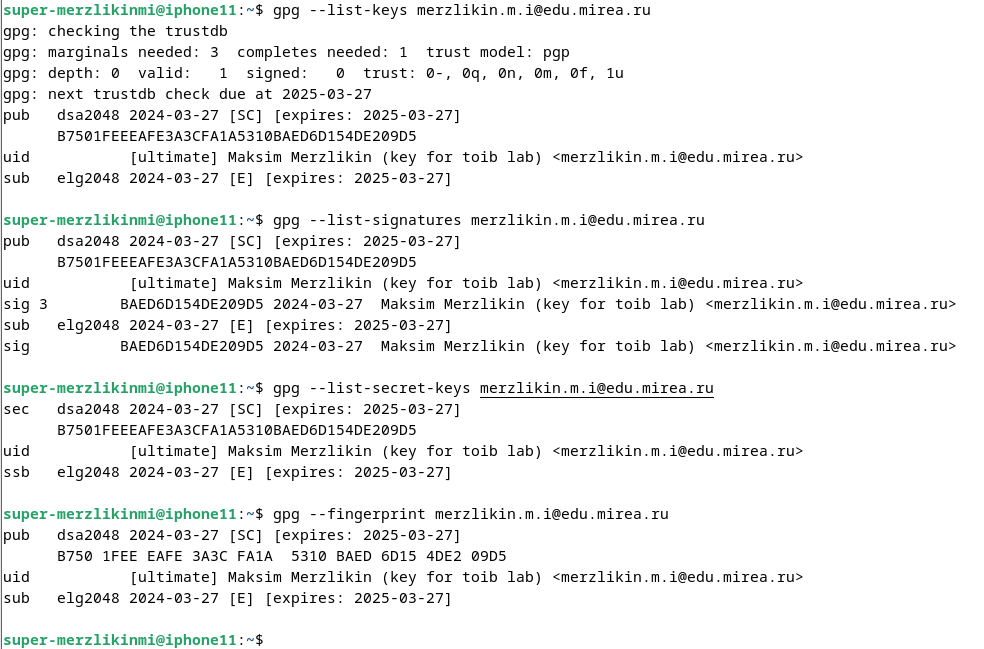 super-merzlikinmi@iphone11:~$ gpg --list-keys merzlikin.m.i@edu.mirea.ru
gpg: checking the trustdb
gpg: marginals needed: 3  completes needed: 1  trust model: pgp
gpg: depth: 0  valid:   1  signed:   0  trust: 0-, 0q, 0n, 0m, 0f, 1u
gpg: next trustdb check due at 2025-03-27
pub   dsa2048 2024-03-27 [SC] [expires: 2025-03-27]
      B7501FEEEAFE3A3CFA1A5310BAED6D154DE209D5
uid           [ultimate] Maksim Merzlikin (key for toib lab) <merzlikin.m.i@edu.mirea.ru>
sub   elg2048 2024-03-27 [E] [expires: 2025-03-27]

super-merzlikinmi@iphone11:~$ gpg --list-signatures merzlikin.m.i@edu.mirea.ru
pub   dsa2048 2024-03-27 [SC] [expires: 2025-03-27]
      B7501FEEEAFE3A3CFA1A5310BAED6D154DE209D5
uid           [ultimate] Maksim Merzlikin (key for toib lab) <merzlikin.m.i@edu.mirea.ru>
sig 3        BAED6D154DE209D5 2024-03-27  Maksim Merzlikin (key for toib lab) <merzlikin.m.i@edu.mirea.ru>
sub   elg2048 2024-03-27 [E] [expires: 2025-03-27]
sig          BAED6D154DE209D5 2024-03-27  Maksim Merzlikin (key for toib lab) <merzlikin.m.i@edu.mirea.ru>

super-merzlikinmi@iphone11:~$ gpg --list-secret-keys merzlikin.m.i@edu.mirea.ru
sec   dsa2048 2024-03-27 [SC] [expires: 2025-03-27]
      B7501FEEEAFE3A3CFA1A5310BAED6D154DE209D5
uid           [ultimate] Maksim Merzlikin (key for toib lab) <merzlikin.m.i@edu.mirea.ru>
ssb   elg2048 2024-03-27 [E] [expires: 2025-03-27]

super-merzlikinmi@iphone11:~$ gpg --fingerprint merzlikin.m.i@edu.mirea.ru
pub   dsa2048 2024-03-27 [SC] [expires: 2025-03-27]
      B750 1FEE EAFE 3A3C FA1A  5310 BAED 6D15 4DE2 09D5
uid           [ultimate] Maksim Merzlikin (key for toib lab) <merzlikin.m.i@edu.mirea.ru>
sub   elg2048 2024-03-27 [E] [expires: 2025-03-27]

super-merzlikinmi@iphone11:~$